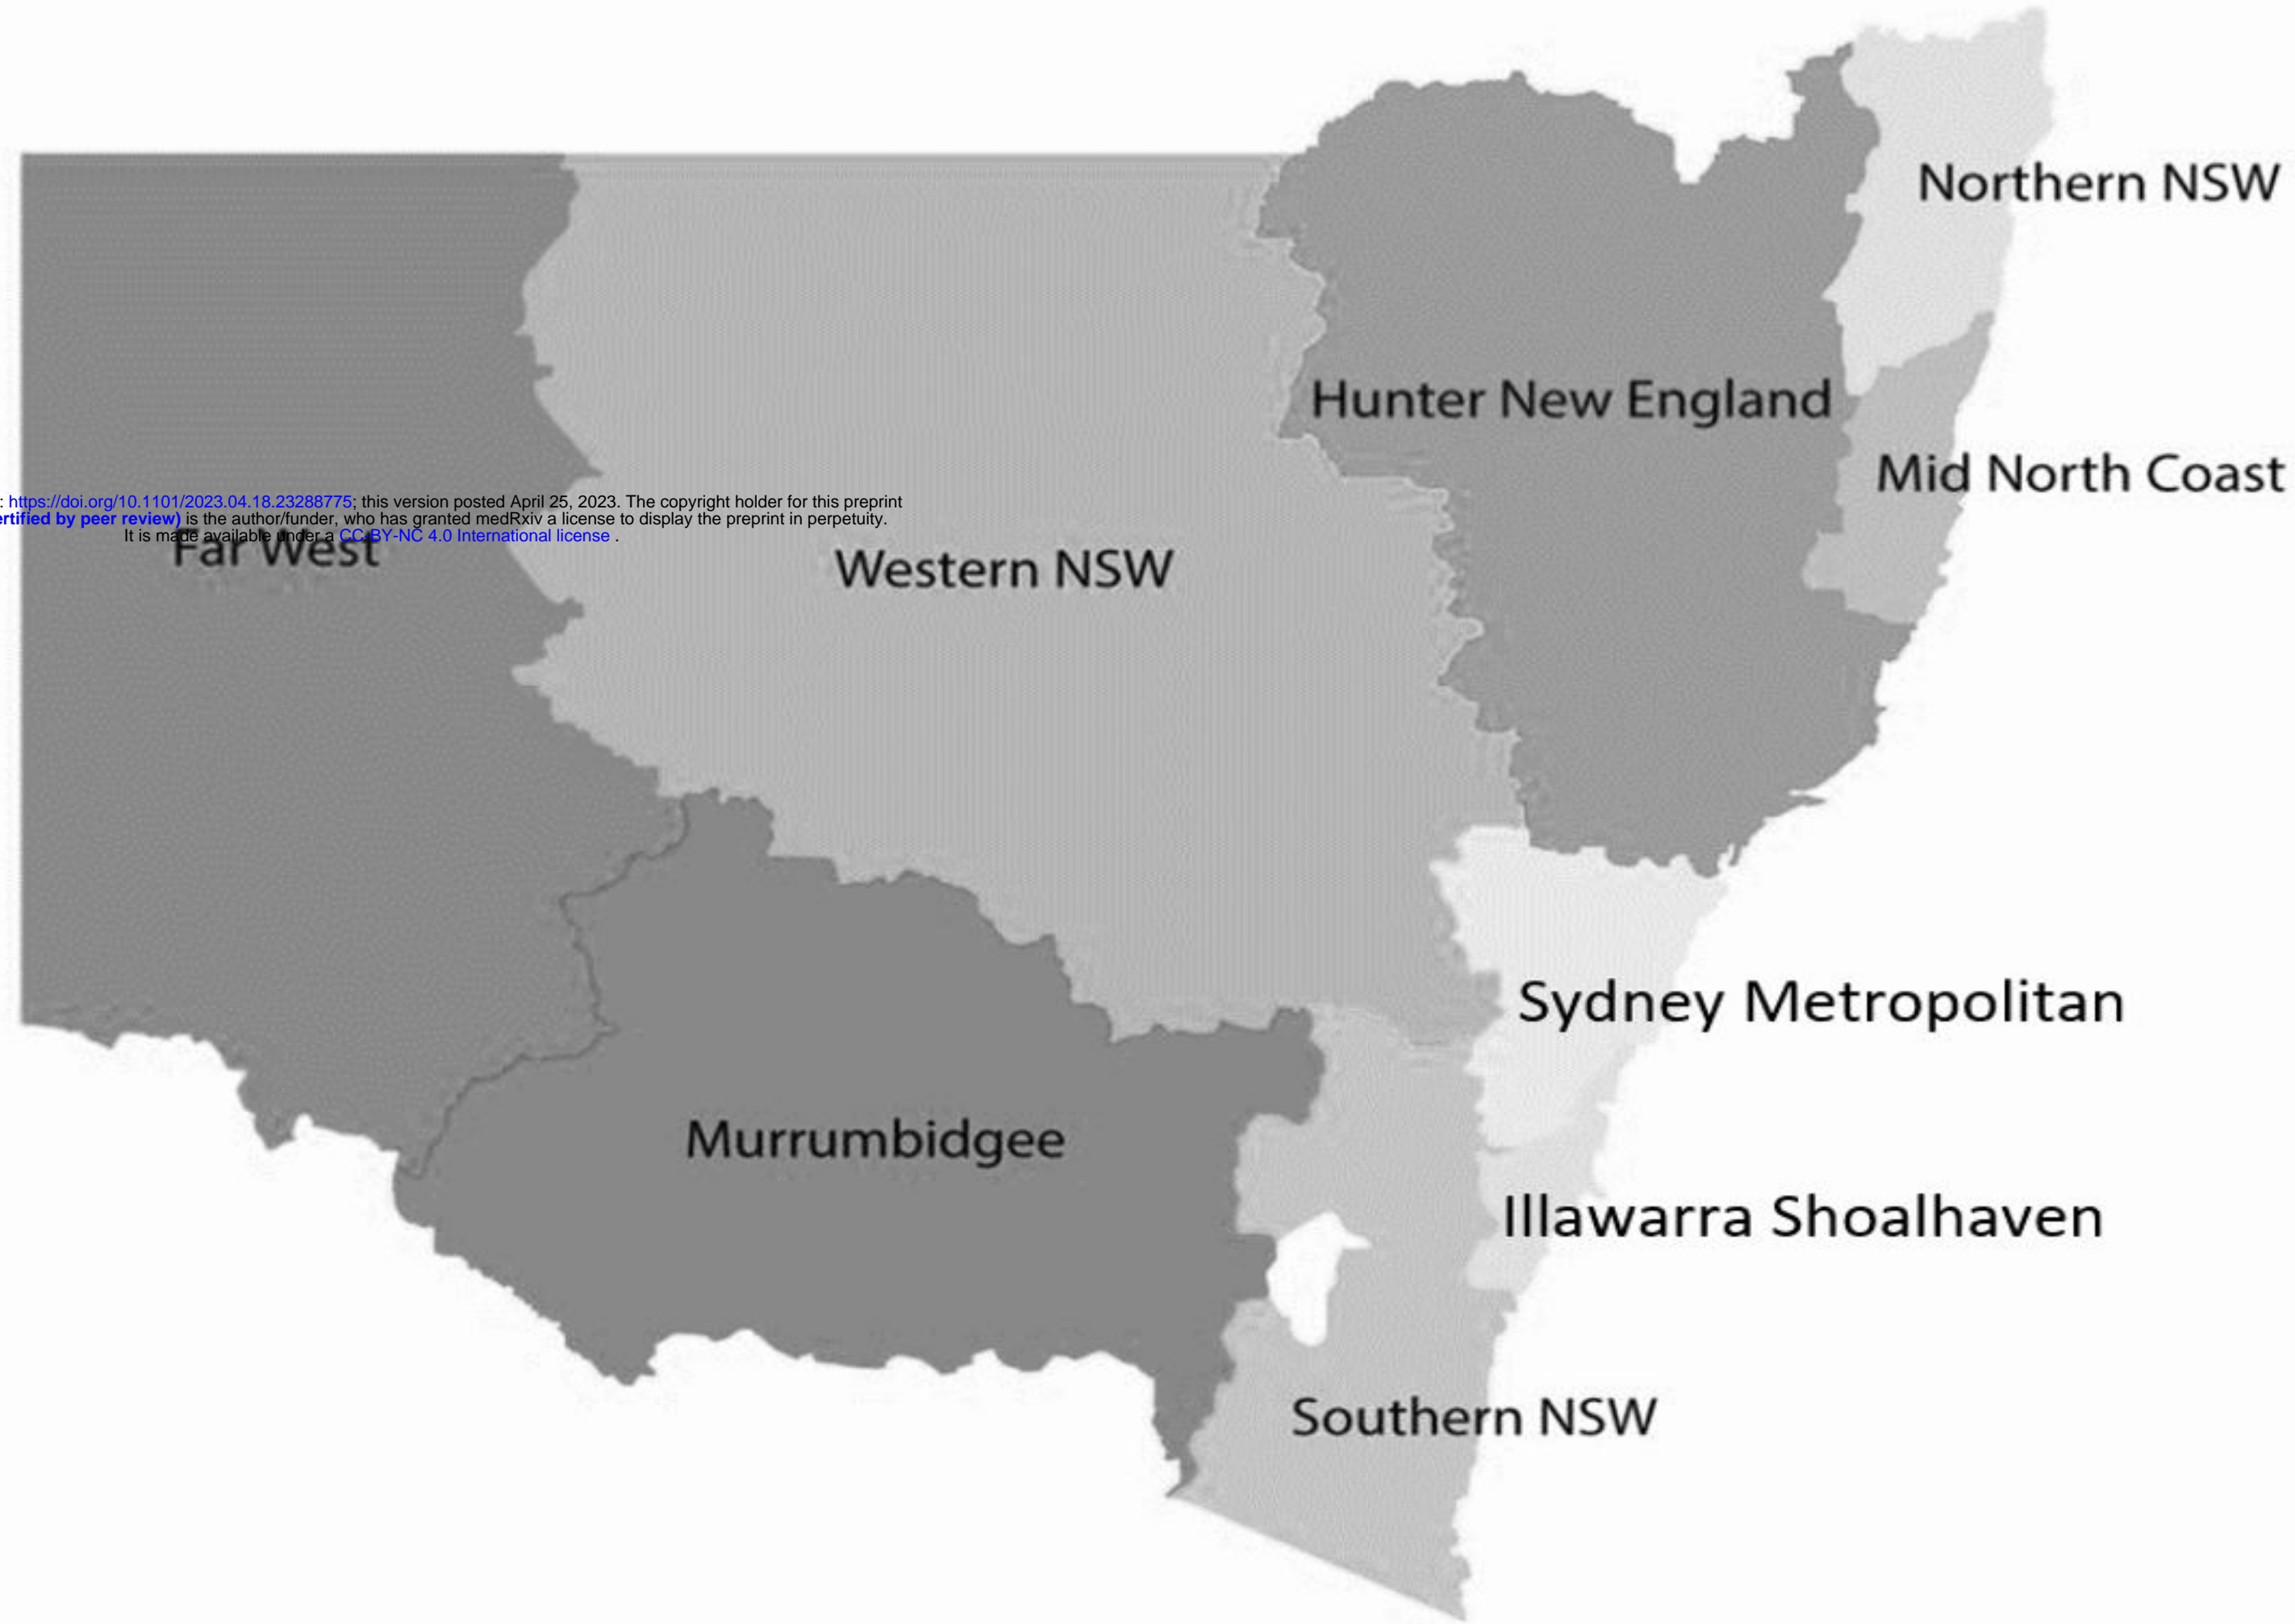 Northern NSW
Hunter New England
Mid North Coast
: https://doi.org/10.1101/2023.04.18.23288775; this version posted April 25, 2023. The copyright holder for this preprint
ertified by peer review) is the author/funder, who has granted medRxiv a license to display the preprint in perpetuity.
It is made available under a CC-BY-NC 4.0 International license .
Far West
Western NSW
Sydney Metropolitan
Murrumbidgee
Illawarra Shoalhaven
Southern NSW